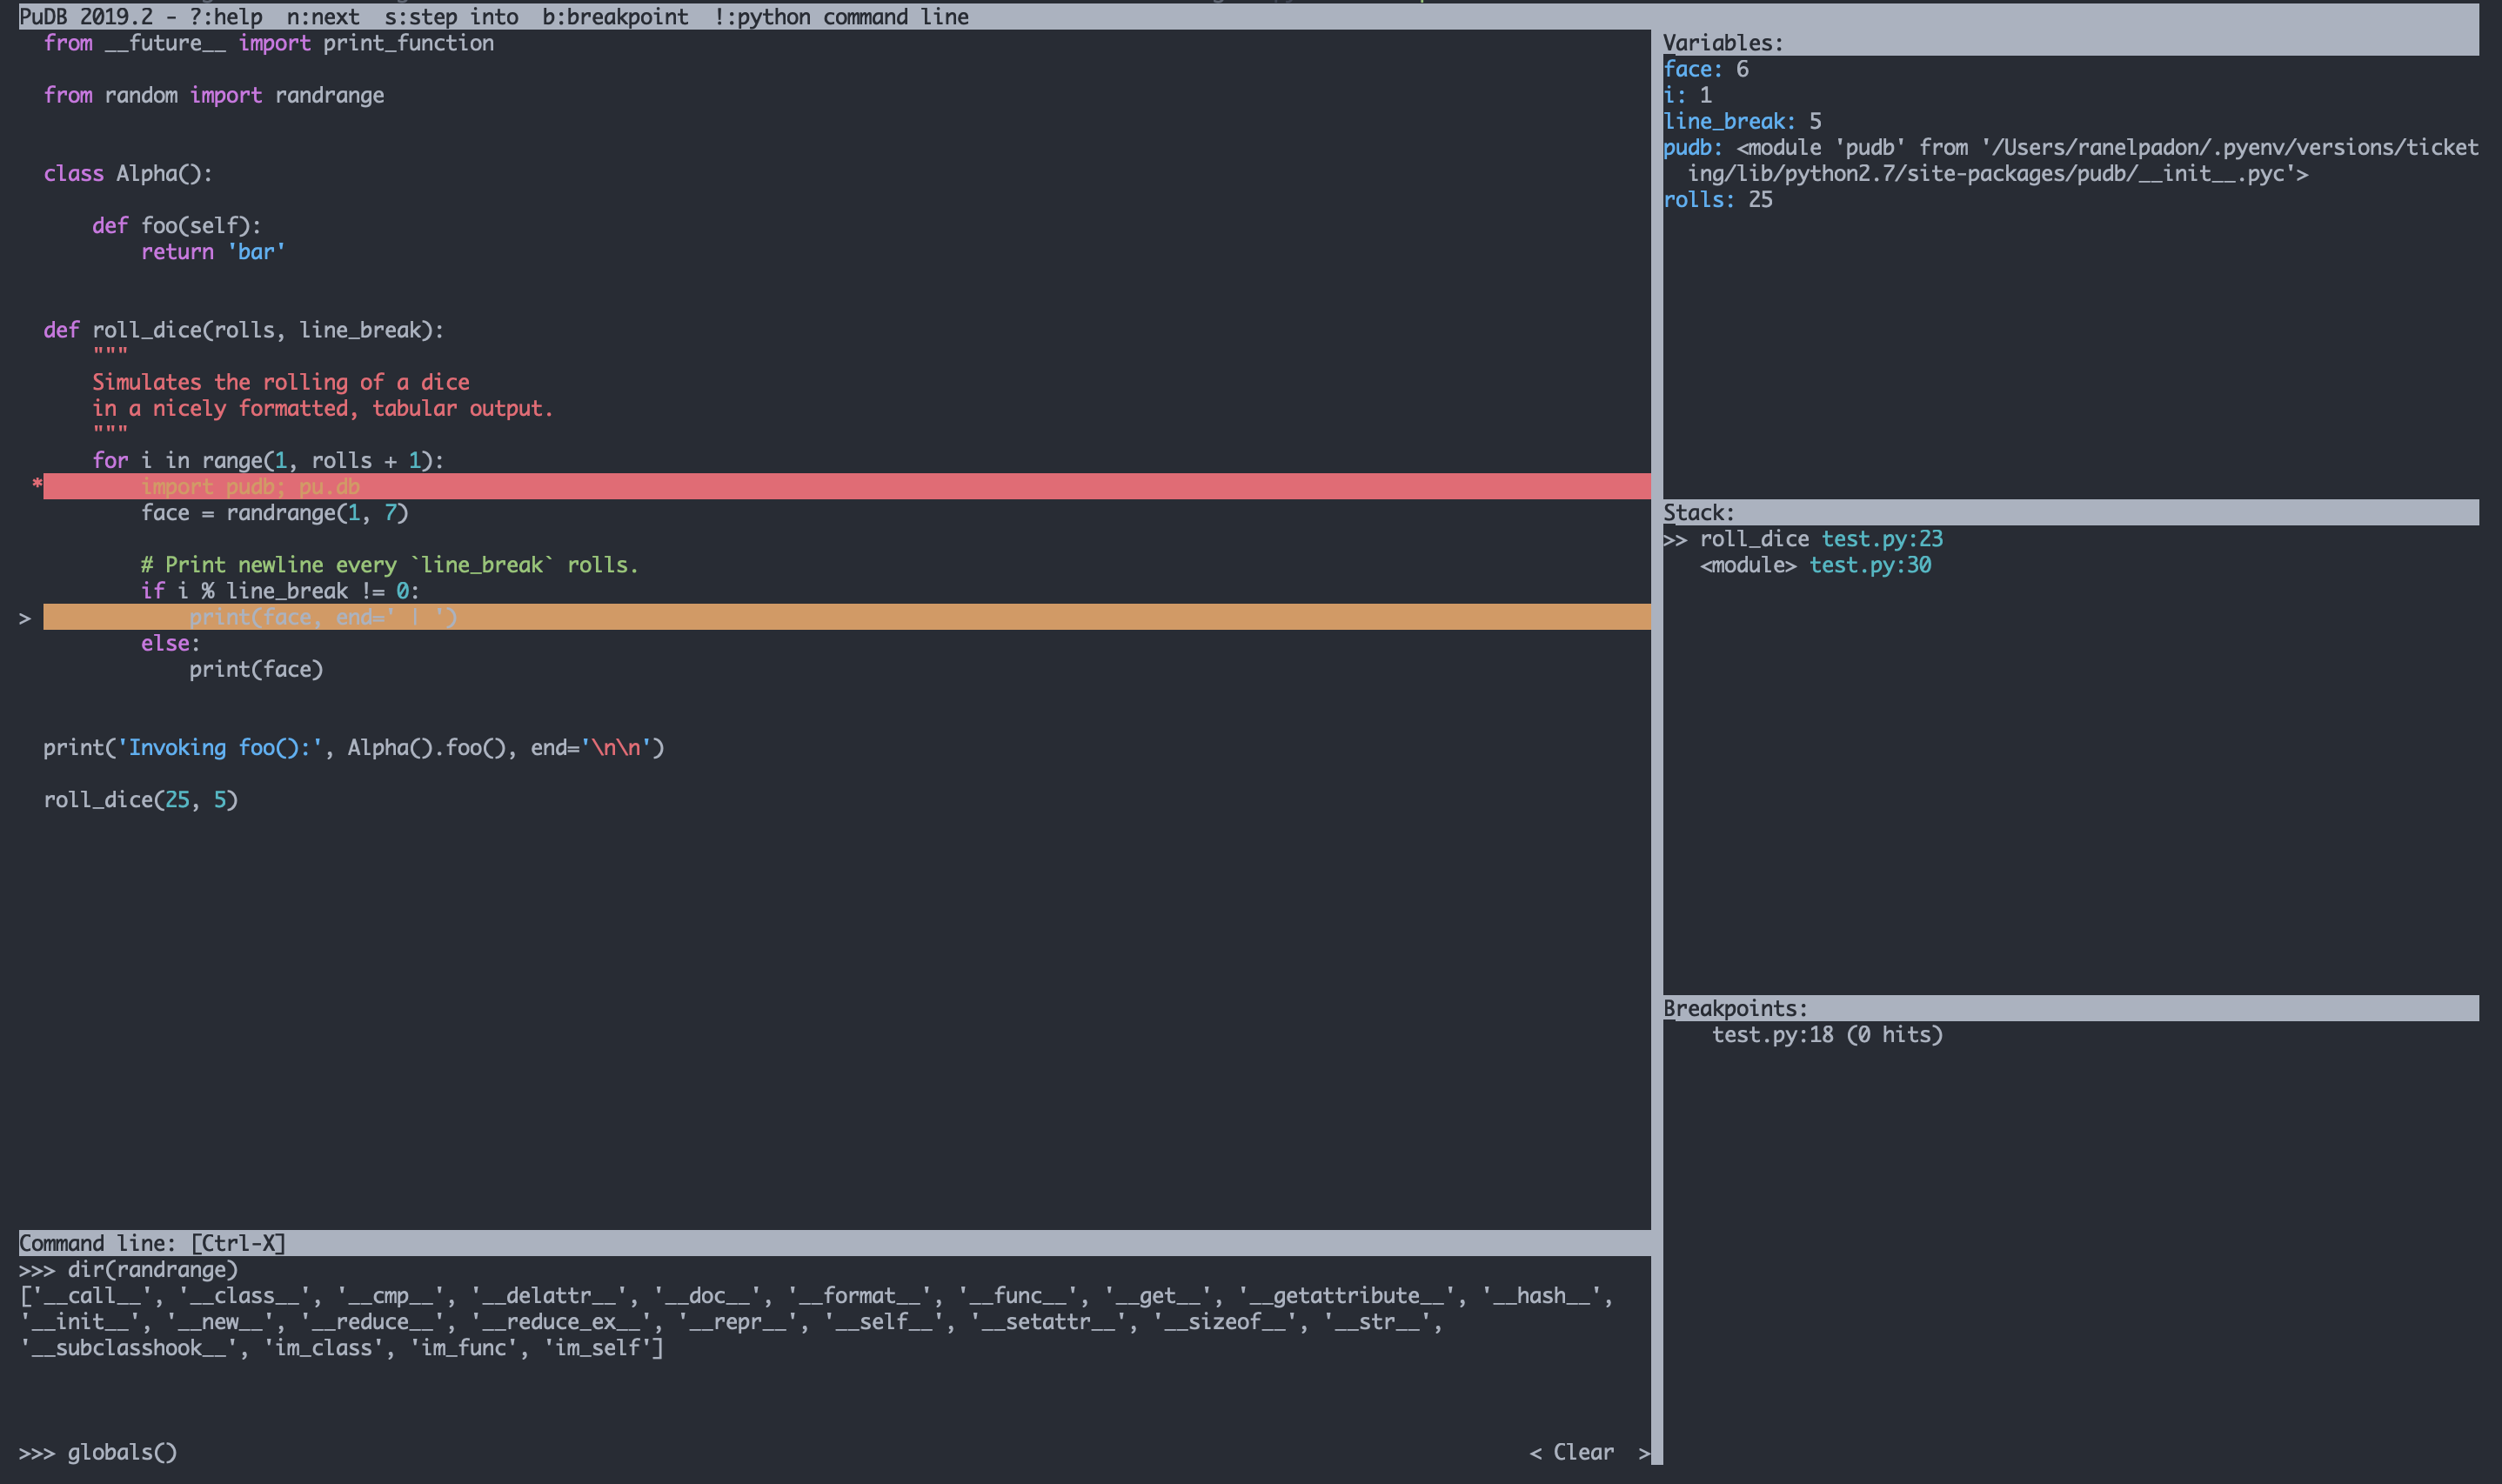 PuDB 2019.2 - ?:help  n:next  s:step into  b:breakpoint  !:python command line
from __future__ import print_function
from random import randrange
class Alpha():
def foo(self):
return 'bar'
def roll_dice(rolls, line_break):
"""
Simulates the rolling of a dice
in a nicely formatted, tabular output.
"""
for i in range(1, rolls + 1):
* import pudb; pu.db
face = randrange(1, 7)
# Print newline every `line_break` rolls.
if i % line_break != 0:
> print(face, end=' | ')
else:
print(face)
print('Invoking foo():', Alpha().foo(), end='\n\n')
roll_dice(25, 5)
Command line: [Ctrl-X]
>>> dir(randrange)
['__call__', '__class__', '__cmp__', '__delattr__', '__doc__', '__format__', '__func__', '__get__', '__getattribute__', '__hash__',
'__init__', '__new__', '__reduce__', '__reduce_ex__', '__repr__', '__self__', '__setattr__', '__sizeof__', '__str__',
'__subclasshook__', 'im_class', 'im_func', 'im_self']
>>> globals()
< Clear  >
Variables:
face: 6
i: 1
line_break: 5
pudb: <module 'pudb' from '/Users/ranelpadon/.pyenv/versions/ticket
ing/lib/python2.7/site-packages/pudb/__init__.pyc'>
rolls: 25
Stack:
>> roll_dice test.py:23
<module> test.py:30
Breakpoints:
test.py:18 (0 hits)